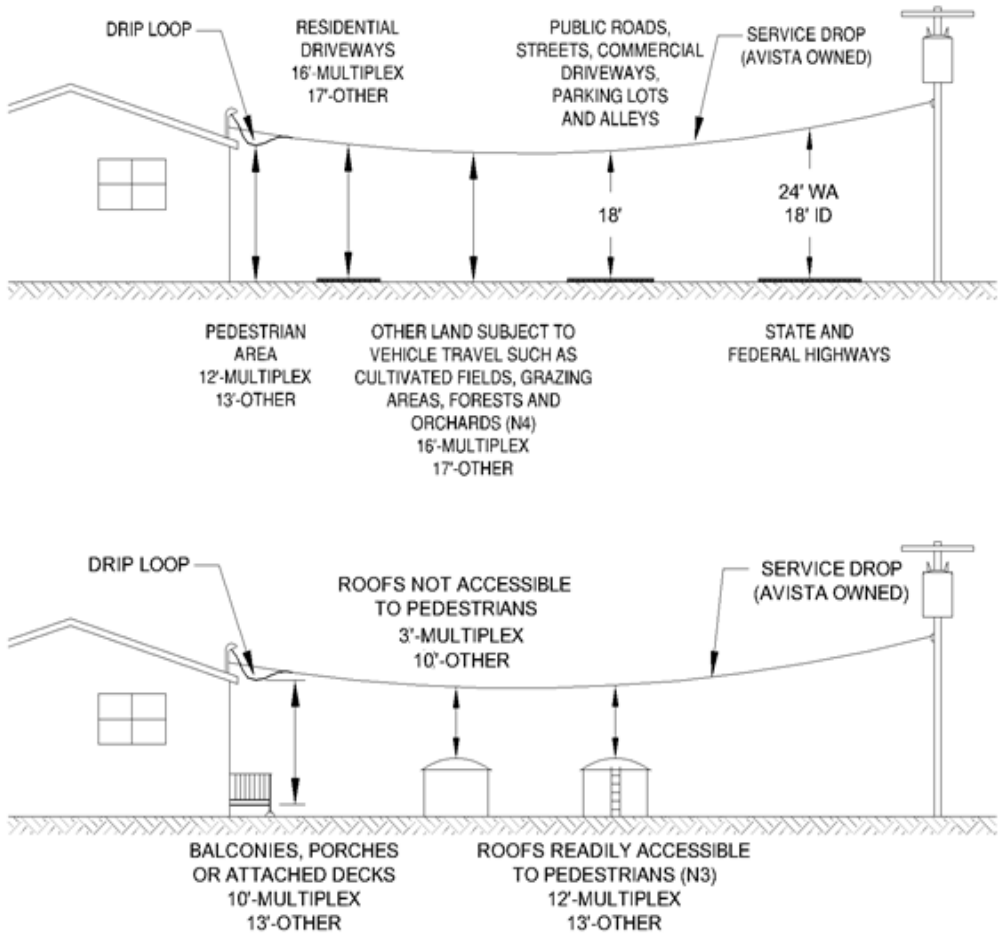 DRIP LOOP
RESIDENTIAL
DRIVEWAYS
16'-MULTIPLEX
17'-OTHER
PUBLIC ROADS,
STREETS, COMMERCIAL
DRIVEWAYS,
PARKING LOTS
AND ALLEYS
SERVICE DROP
(AVISTA OWNED)
18'
24' WA
18' ID
PEDESTRIAN
AREA
12'-MULTIPLEX
13'-OTHER
OTHER LAND SUBJECT TO
VEHICLE TRAVEL SUCH AS
CULTIVATED FIELDS, GRAZING
AREAS, FORESTS AND
ORCHARDS (N4)
16'-MULTIPLEX
17'-OTHER
STATE AND
FEDERAL HIGHWAYS
DRIP LOOP
ROOFS NOT ACCESSIBLE
TO PEDESTRIANS
3'-MULTIPLEX
10'-OTHER
SERVICE DROP
(AVISTA OWNED)
BALCONIES, PORCHES
OR ATTACHED DECKS
10'-MULTIPLEX
13'-OTHER
ROOFS READILY ACCESSIBLE
TO PEDESTRIANS (N3)
12'-MULTIPLEX
13'-OTHER